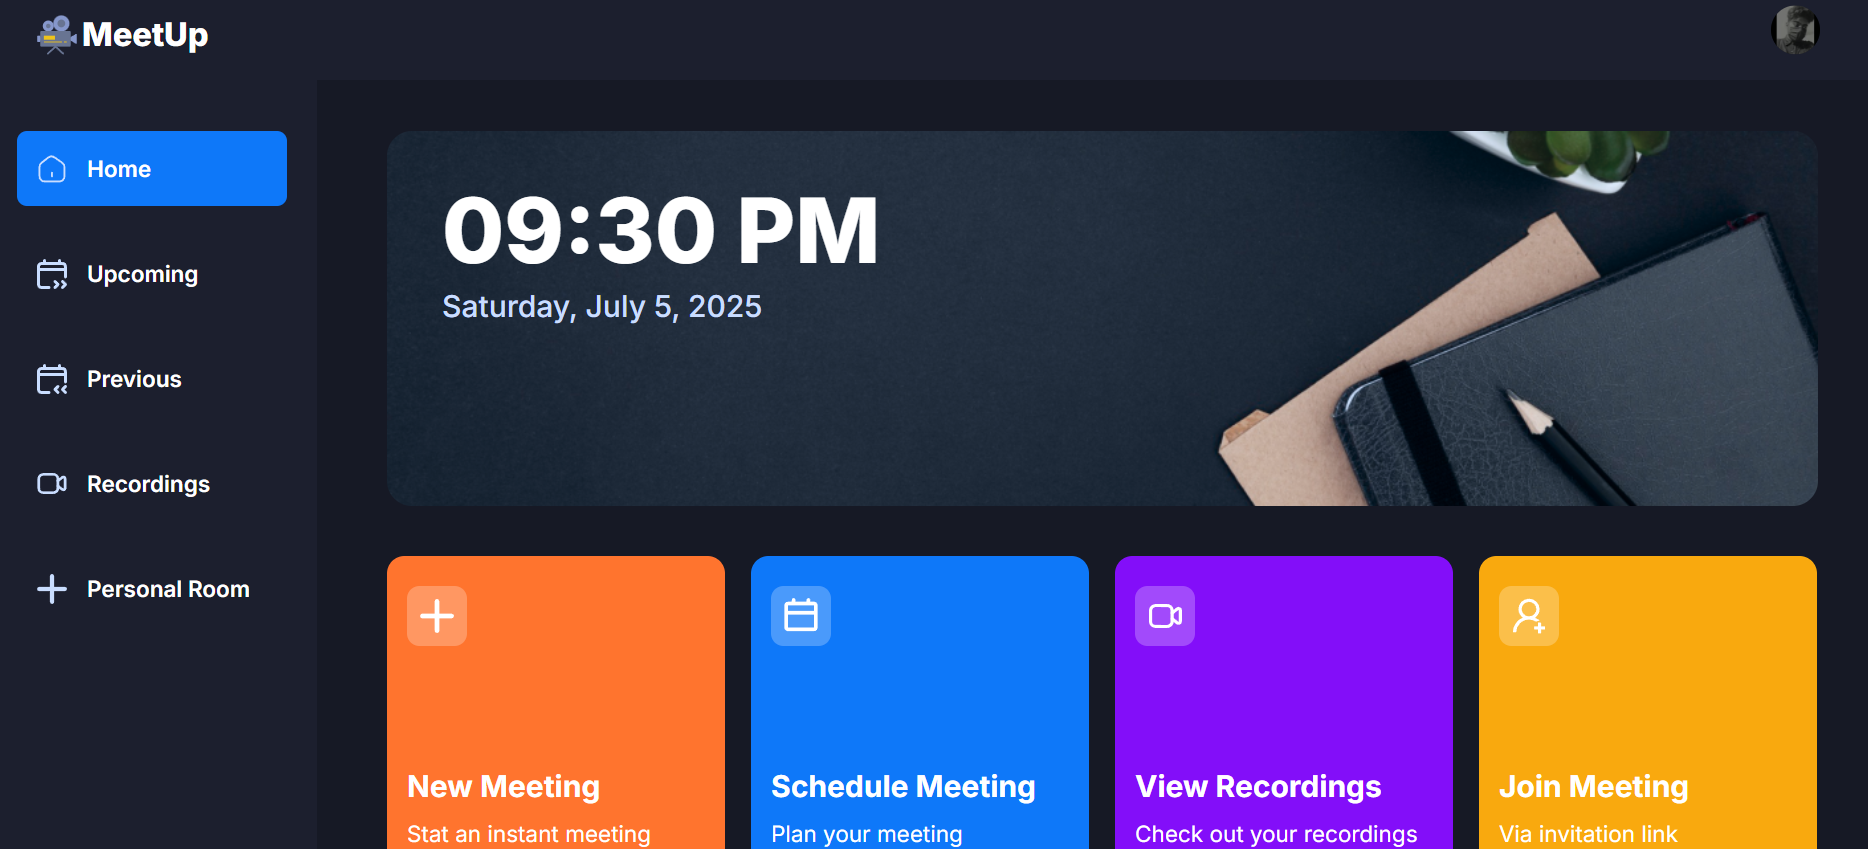 MeetUp
Home
Upcoming
Previous
Recordings
Personal Room
09:30 PM
Saturday, July 5, 2025
New Meeting
Stat an instant meeting
Schedule Meeting
Plan your meeting
View Recordings
Check out your recordings
Join Meeting
Via invitation link